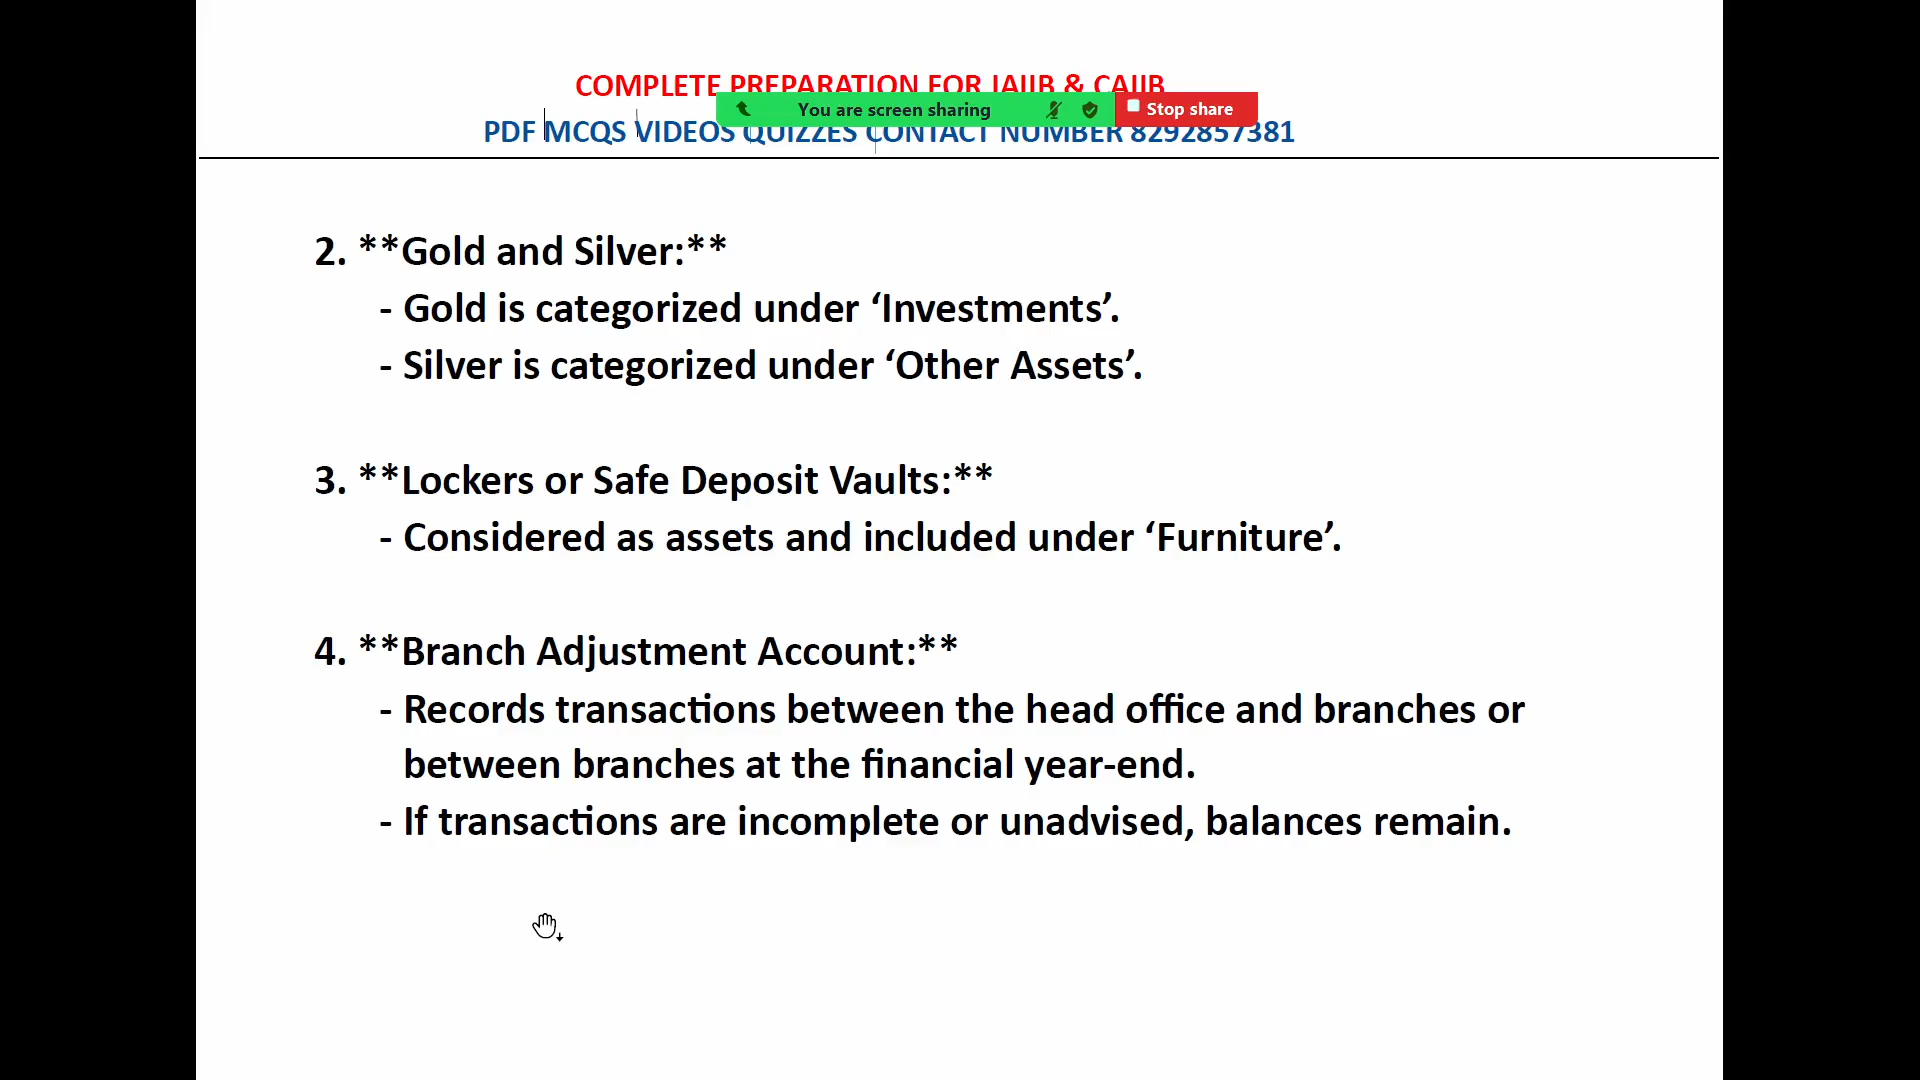 COMPLETE PREPARATION FOR JAIIB & CAIIB
You are screen sharing
Stop share
PDF MCQS VIDEOS QUIZZES CONTACT NUMBER 8292857381
2. **Gold and Silver:**
- Gold is categorized under ‘Investments’.
- Silver is categorized under ‘Other Assets’.
3. **Lockers or Safe Deposit Vaults:**
- Considered as assets and included under ‘Furniture’.
4. **Branch Adjustment Account:**
- Records transactions between the head office and branches or
between branches at the financial year-end.
- If transactions are incomplete or unadvised, balances remain.